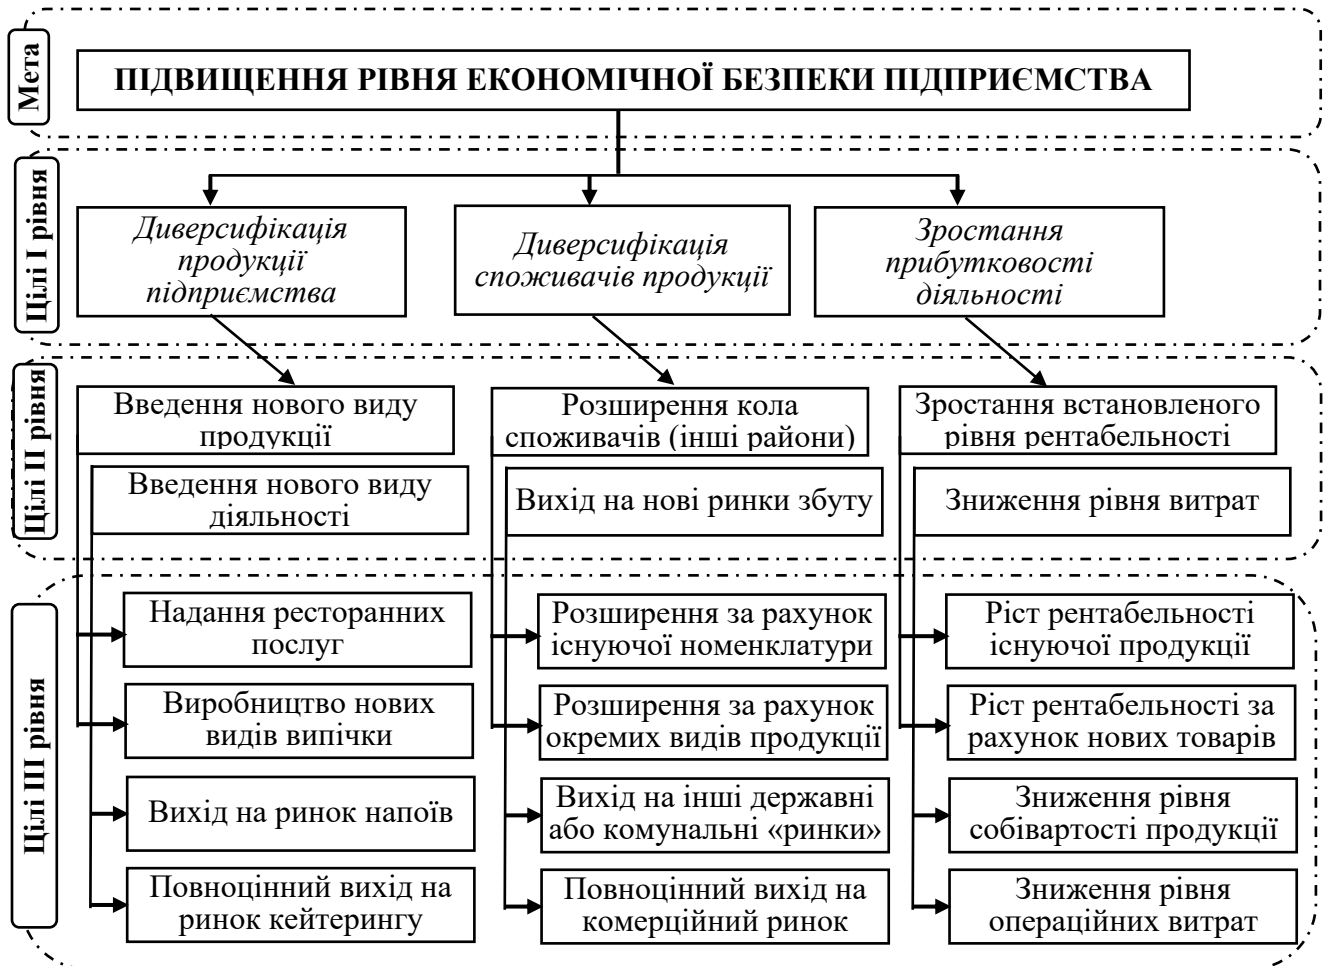 Мета
ПІДВИЩЕННЯ РІВНЯ ЕКОНОМІЧНОЇ БЕЗПЕКИ ПІДПРИЄМСТВА
Цілі I рівня
Диверсифікація
продукції
підприємства
Диверсифікація
споживачів продукції
Зростання
прибутковості
діяльності
Цілі II рівня
Введення нового виду
продукції
Розширення кола
споживачів (інші райони)
Зростання встановленого
рівня рентабельності
Введення нового виду
діяльності
Вихід на нові ринки збуту
Зниження рівня витрат
Цілі III рівня
Надання ресторанних
послуг
Розширення за рахунок
існуючої номенклатури
Ріст рентабельності
існуючої продукції
Виробництво нових
видів випічки
Розширення за рахунок
окремих видів продукції
Ріст рентабельності за
рахунок нових товарів
Вихід на ринок напоїв
Вихід на інші державні
або комунальні «ринки»
Зниження рівня
собівартості продукції
Повноцінний вихід на
ринок кейтерингу
Повноцінний вихід на
комерційний ринок
Зниження рівня
операційних витрат